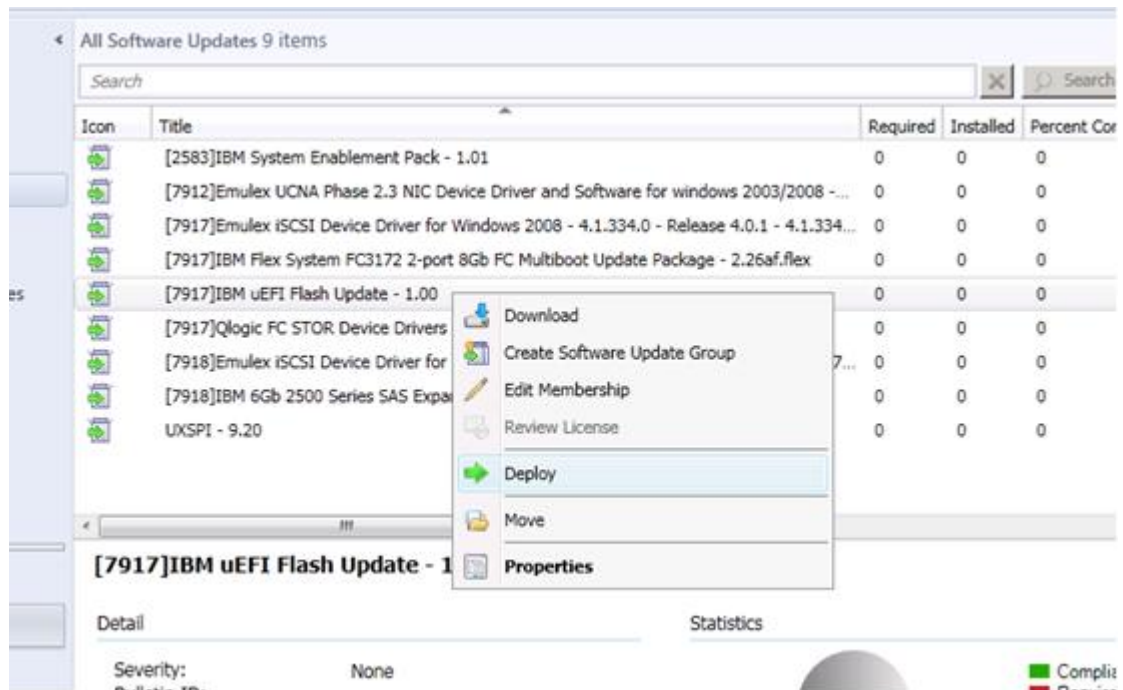 All Software Updates 9 items
Search
Search
Icon Title Required Installed Percent Cor
[2583]IBM System Enablement Pack - 1.01 0 0 0
[7912]Emulex UCNA Phase 2.3 NIC Device Driver and Software for windows 2003/2008 -... 0 0 0
[7917]Emulex iSCSI Device Driver for Windows 2008 - 4.1.334.0 - Release 4.0.1 - 4.1.334... 0 0 0
[7917]IBM Flex System FC3172 2-port 8Gb FC Multiboot Update Package - 2.26af.flex 0 0 0
es
[7917]IBM uEFI Flash Update - 1.00 0 0 0
[7917]Qlogic FC STOR Device Drivers 0 0 0
[7918]Emulex iSCSI Device Driver for 7... 0 0 0
[7918]IBM 6Gb 2500 Series SAS Expa 0 0 0
UXSPI - 9.20 0 0 0
Download
Create Software Update Group
Edit Membership
Review License
Deploy
Move
Properties
[7917]IBM uEFI Flash Update - 1
Detail
Statistics
Severity: None
Complia